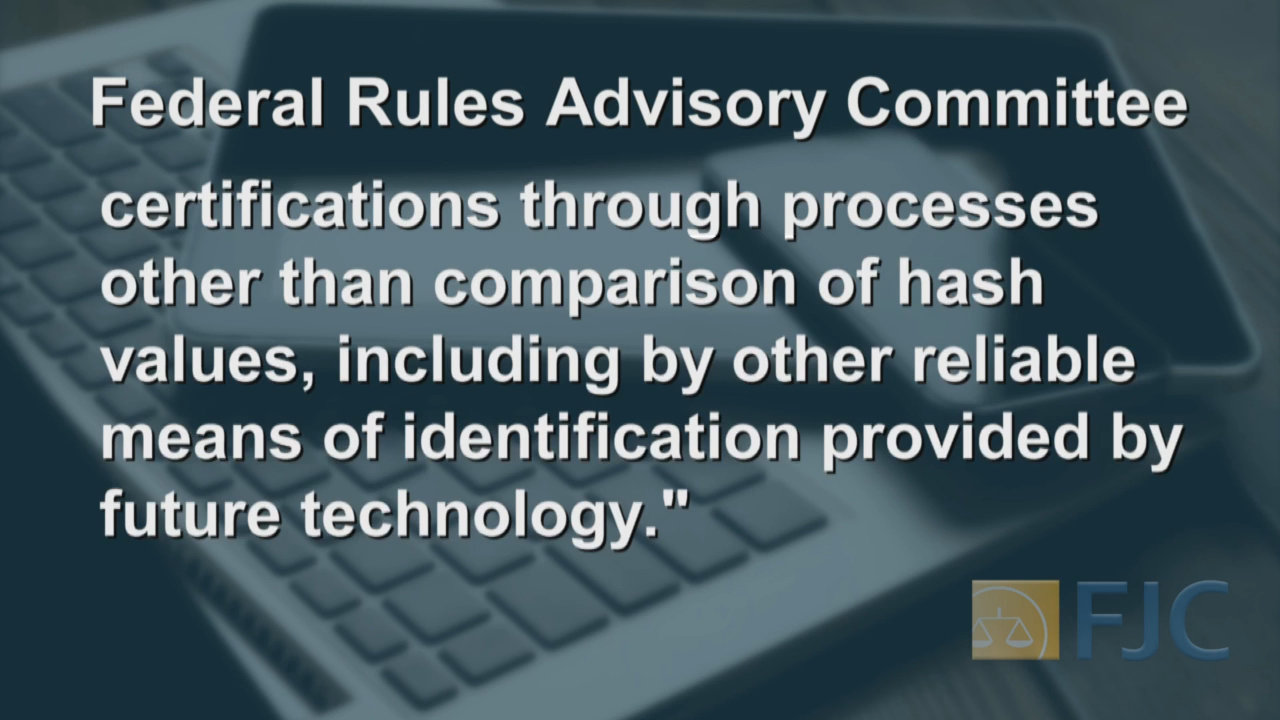 Federal Rules Advisory Committee
certifications through processes
other than comparison of hash
values, including by other reliable
means of identification provided by
future technology."
FJC